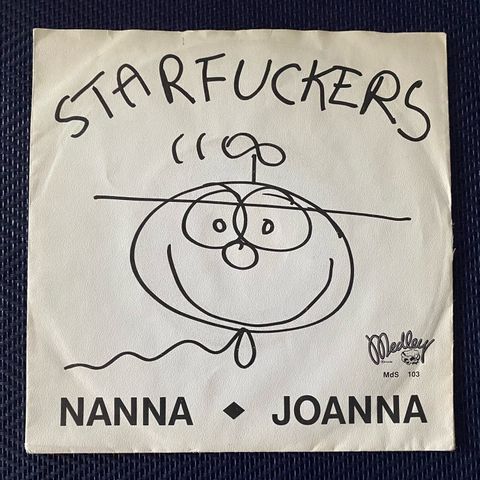 STARFUCKERS
Medley
MdS 103
NANNA ◆ JOANNA